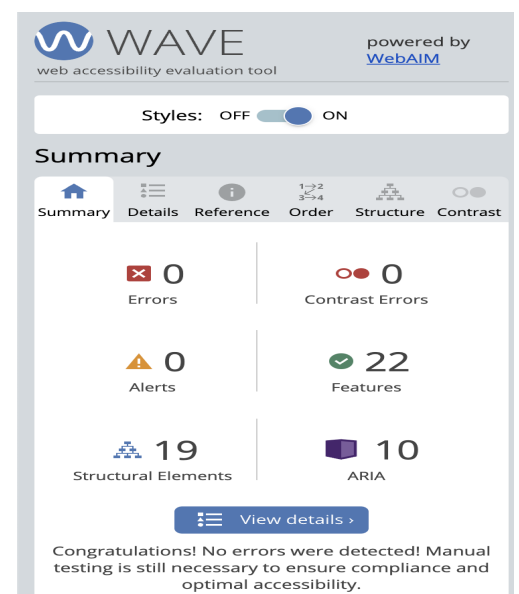 WAVE
web accessibility evaluation tool
powered by
WebAIM
Styles: OFF ON
Summary
Summary Details Reference Order Structure Contrast
1→2
3→4
0 0
Errors Contrast Errors
0 22
Alerts Features
19 10
Structural Elements ARIA
View details ›
Congratulations! No errors were detected! Manual
testing is still necessary to ensure compliance and
optimal accessibility.